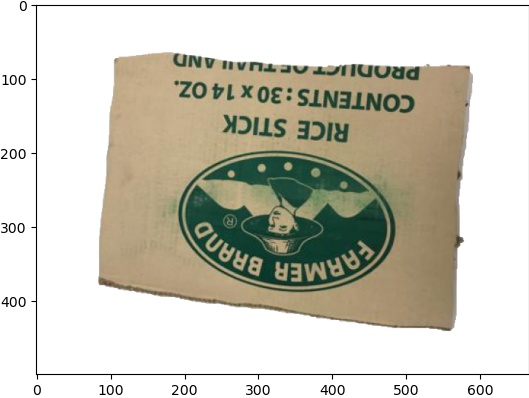 FARMER BRAND
®
RICE STICK
CONTENTS: 30 x 14 OZ.
PRODUCT OF THAILAND
0
100
200
300
400
0 100 200 300 400 500 600